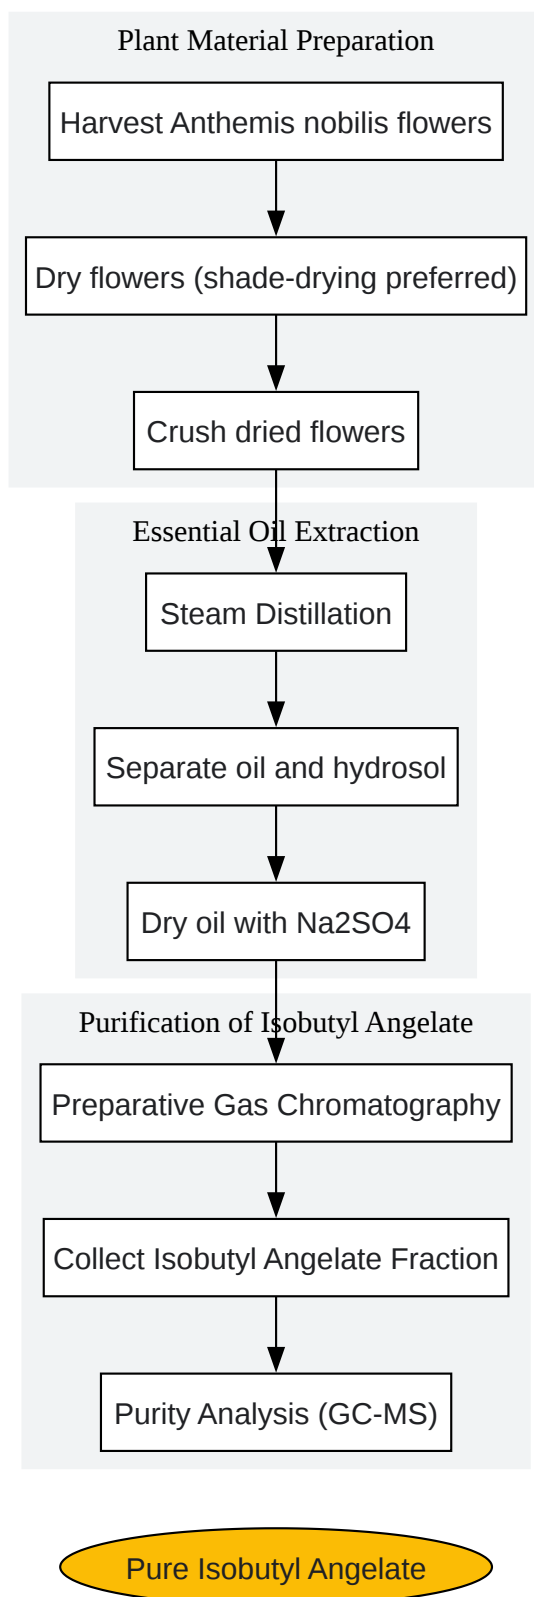 Plant Material Preparation
Harvest Anthemis nobilis flowers
Dry flowers (shade-drying preferred)
Crush dried flowers
Essential Oil Extraction
Steam Distillation
Separate oil and hydrosol
Dry oil with Na2SO4
Purification of Isobutyl Angelate
Preparative Gas Chromatography
Collect Isobutyl Angelate Fraction
Purity Analysis (GC-MS)
Pure Isobutyl Angelate